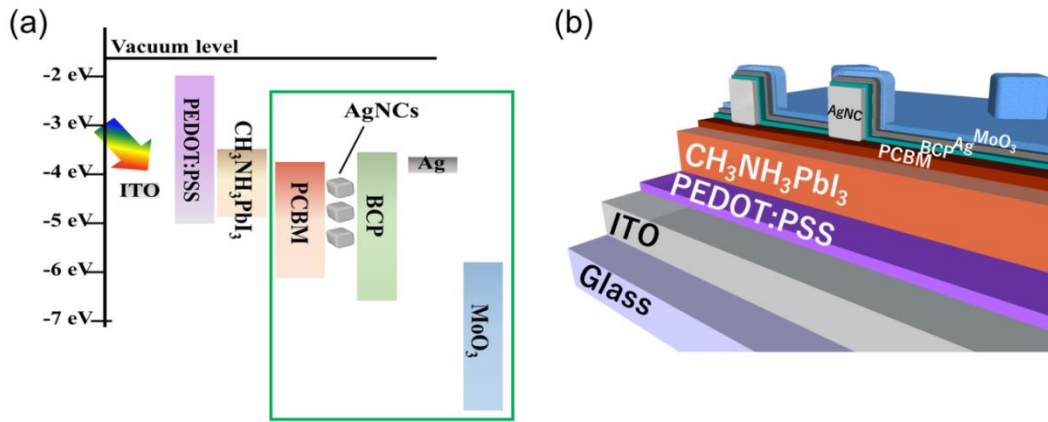 (a)
Vacuum level
-2 eV
-3 eV
-4 eV
-5 eV
-6 eV
-7 eV
ITO
PEDOT:PSS
CH₃NH₃PbI₃
PCBM
AgNCs
BCP
Ag
MoO₃
(b)
AgNC
MoO₃
Ag
BCP
PCBM
CH₃NH₃PbI₃
PEDOT:PSS
ITO
Glass